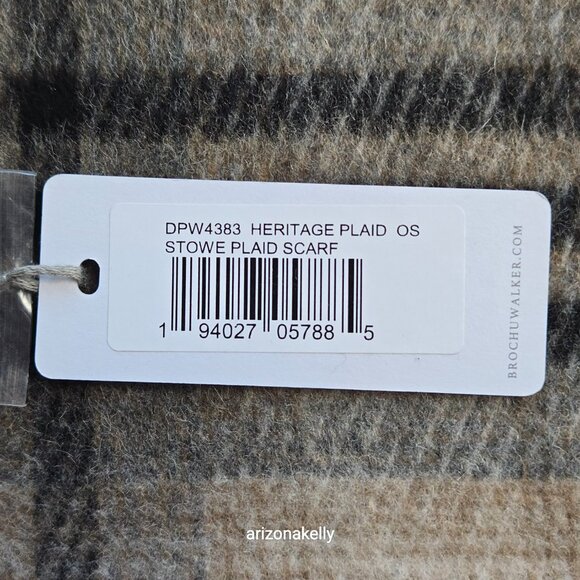 DPW4383 HERITAGE PLAID OS
STOWE PLAID SCARF
1 94027 05788 5
BROCHUWALKER.COM
arizonakelly